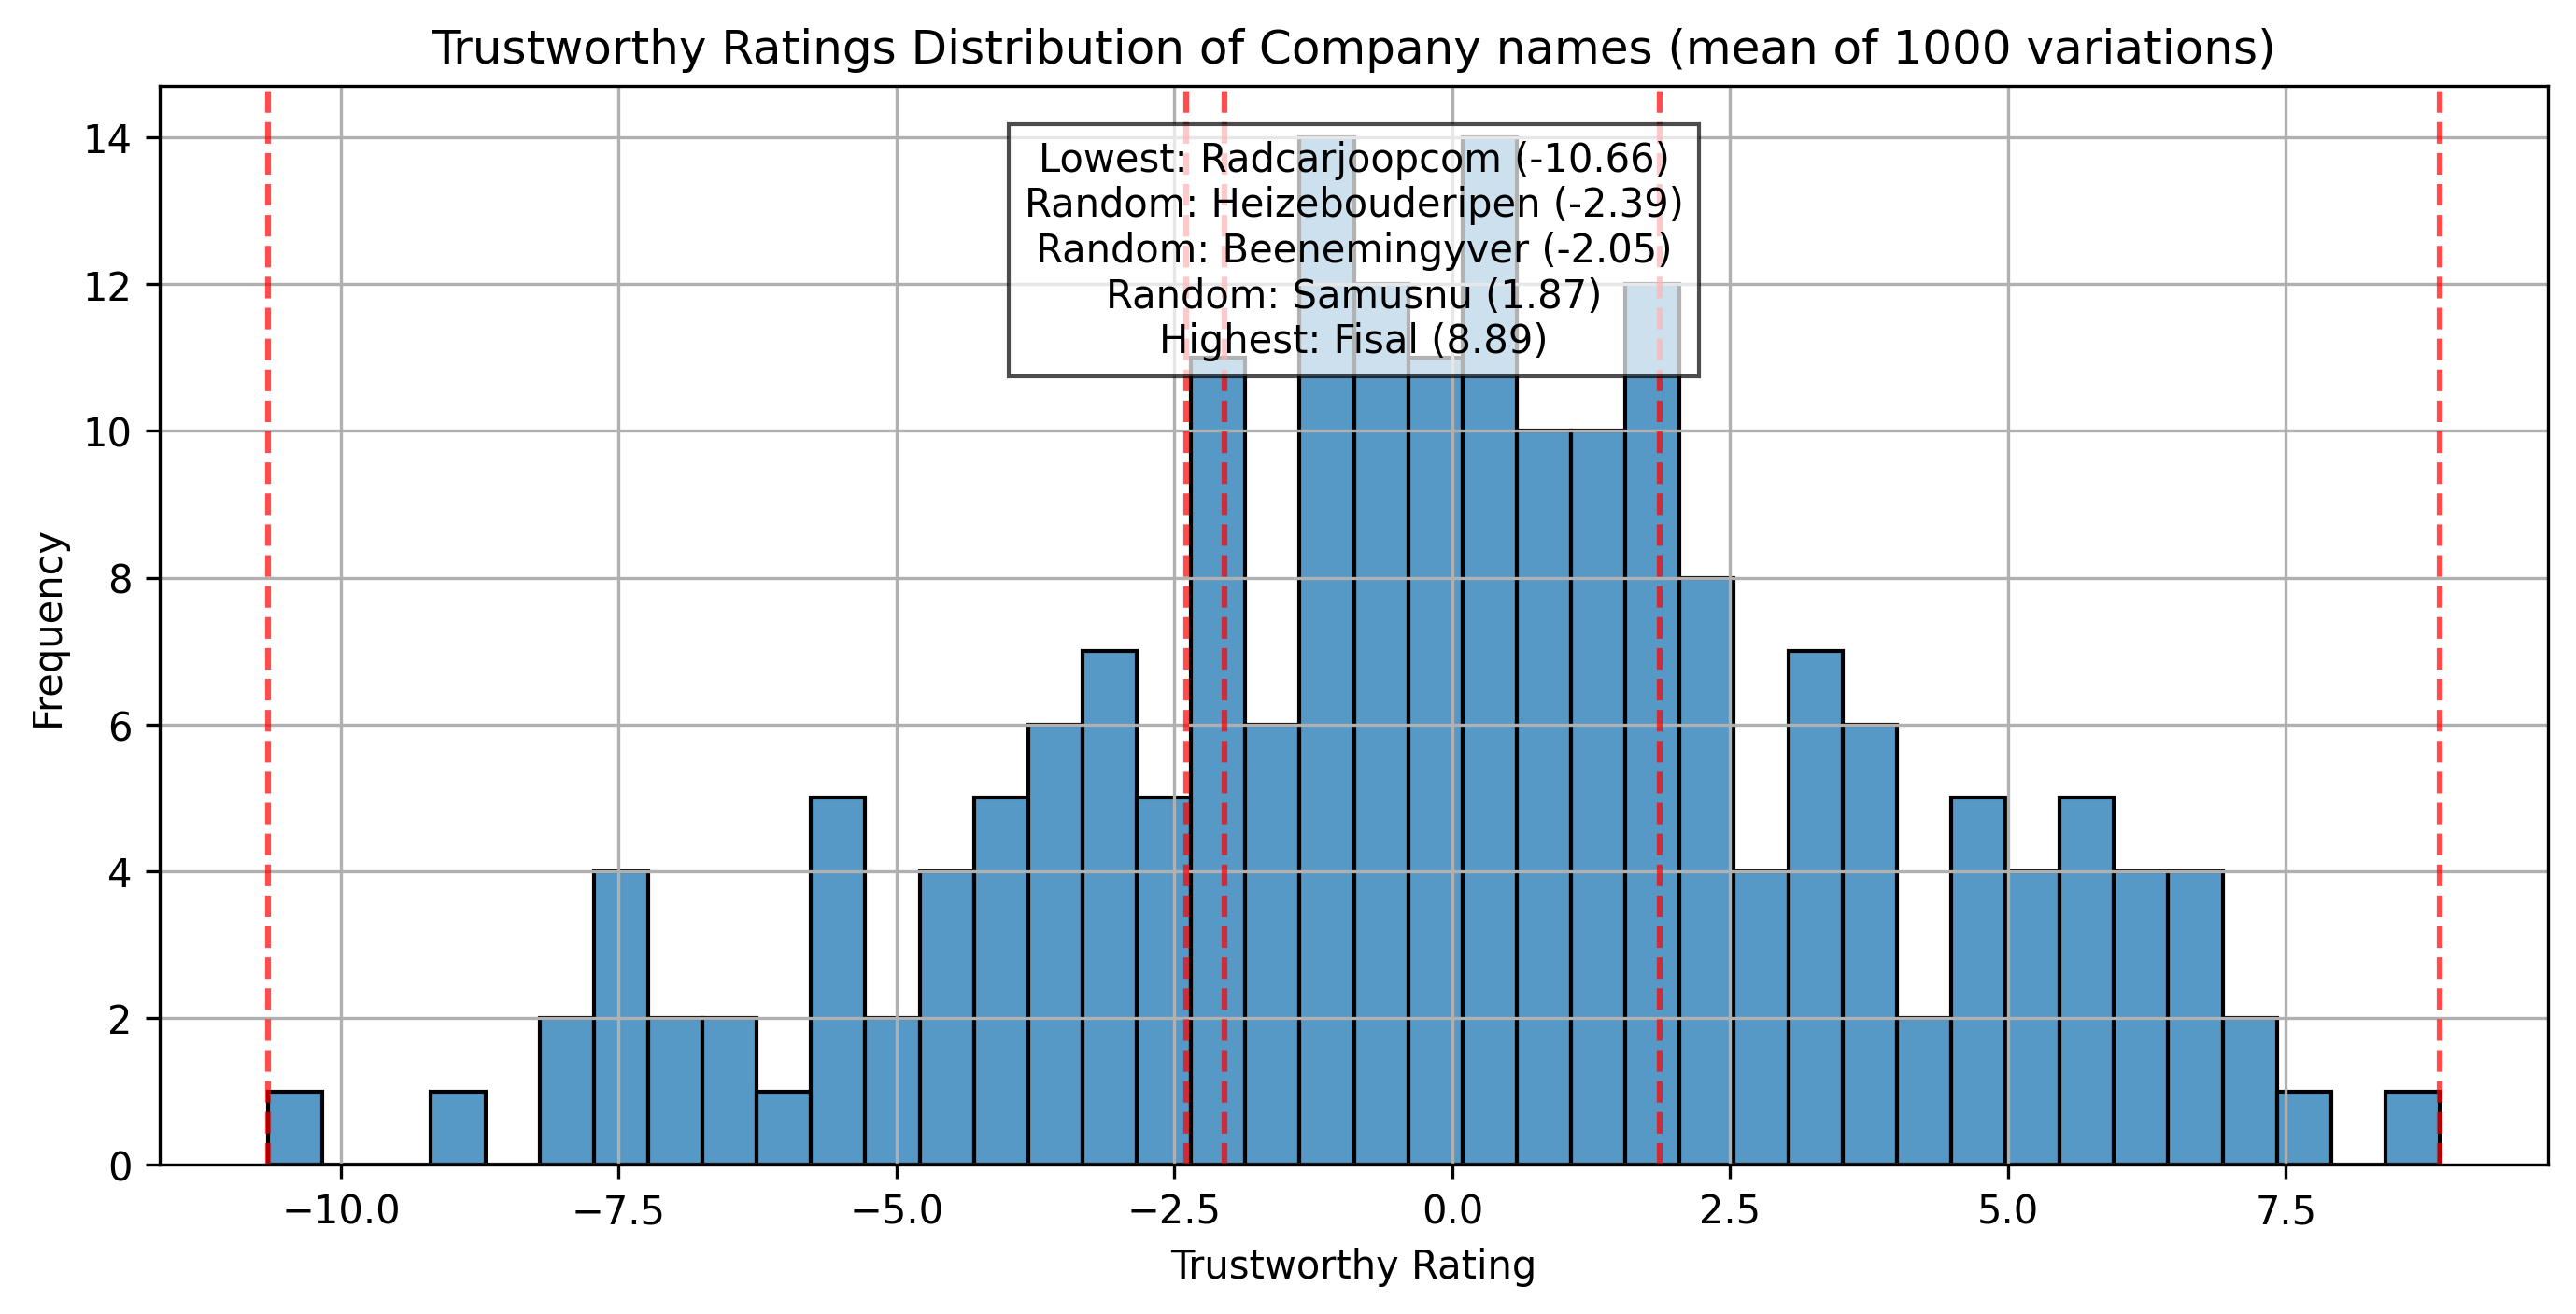 Trustworthy Ratings Distribution of Company names (mean of 1000 variations)
Lowest: Radcarjoopcom (-10.66)
Random: Heizebouderipen (-2.39)
Random: Beenemingyver (-2.05)
Random: Samusnu (1.87)
Highest: Fisal (8.89)
14
12
10
8
6
4
2
0
Frequency
−10.0 −7.5 −5.0 −2.5 0.0 2.5 5.0 7.5
Trustworthy Rating